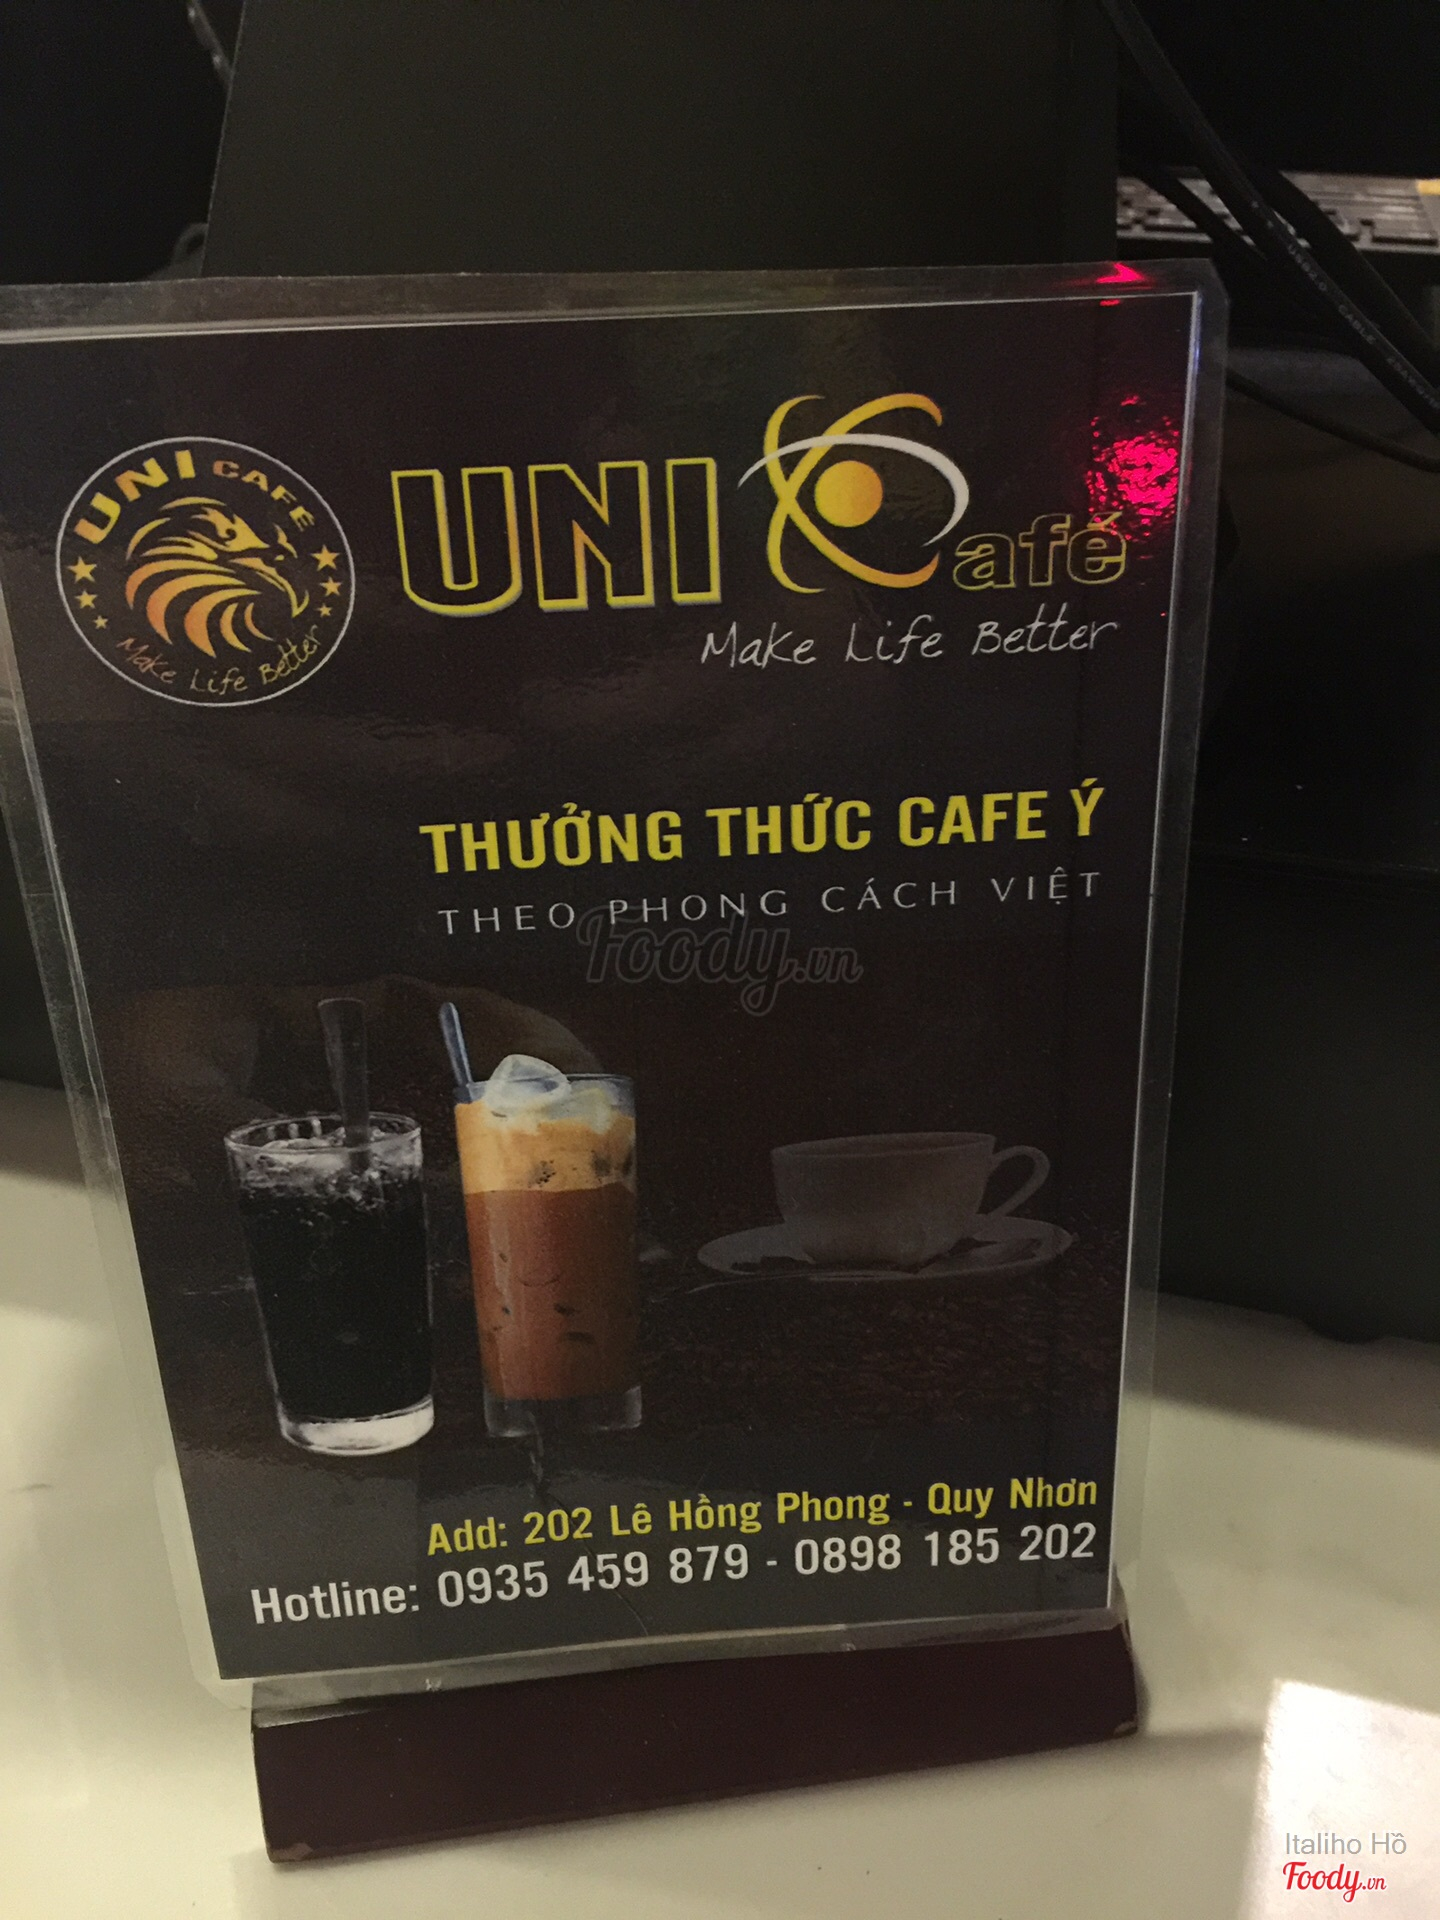 UNI CAFÉ
Make Life Better
UNI Café
Make Life Better
THƯỞNG THỨC CAFE Ý
THEO PHONG CÁCH VIỆT
Foody.vn
Add: 202 Lê Hồng Phong - Quy Nhơn
Hotline: 0935 459 879 - 0898 185 202
Italiho Hồ
Foody.vn